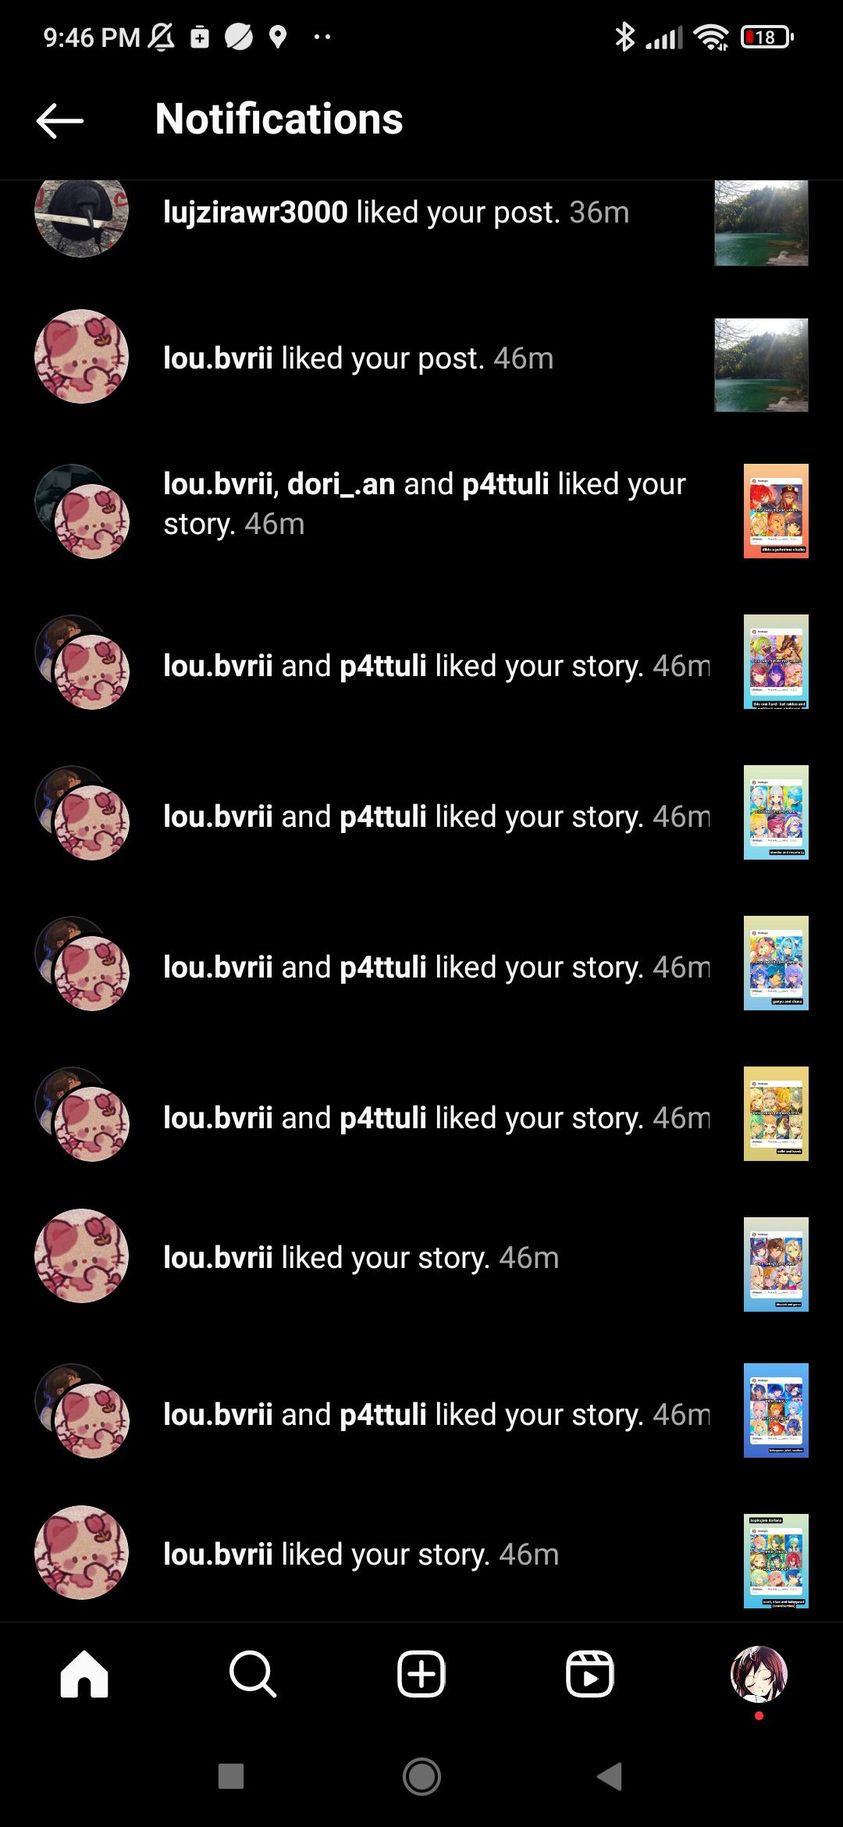 9:46 PM
18
Notifications
lujzirawr3000 liked your post. 36m
lou.bvrii liked your post. 46m
lou.bvrii, dori_.an and p4ttuli liked your
story. 46m
lou.bvrii and p4ttuli liked your story. 46m
lou.bvrii and p4ttuli liked your story. 46m
lou.bvrii and p4ttuli liked your story. 46m
lou.bvrii and p4ttuli liked your story. 46m
lou.bvrii liked your story. 46m
lou.bvrii and p4ttuli liked your story. 46m
lou.bvrii liked your story. 46m